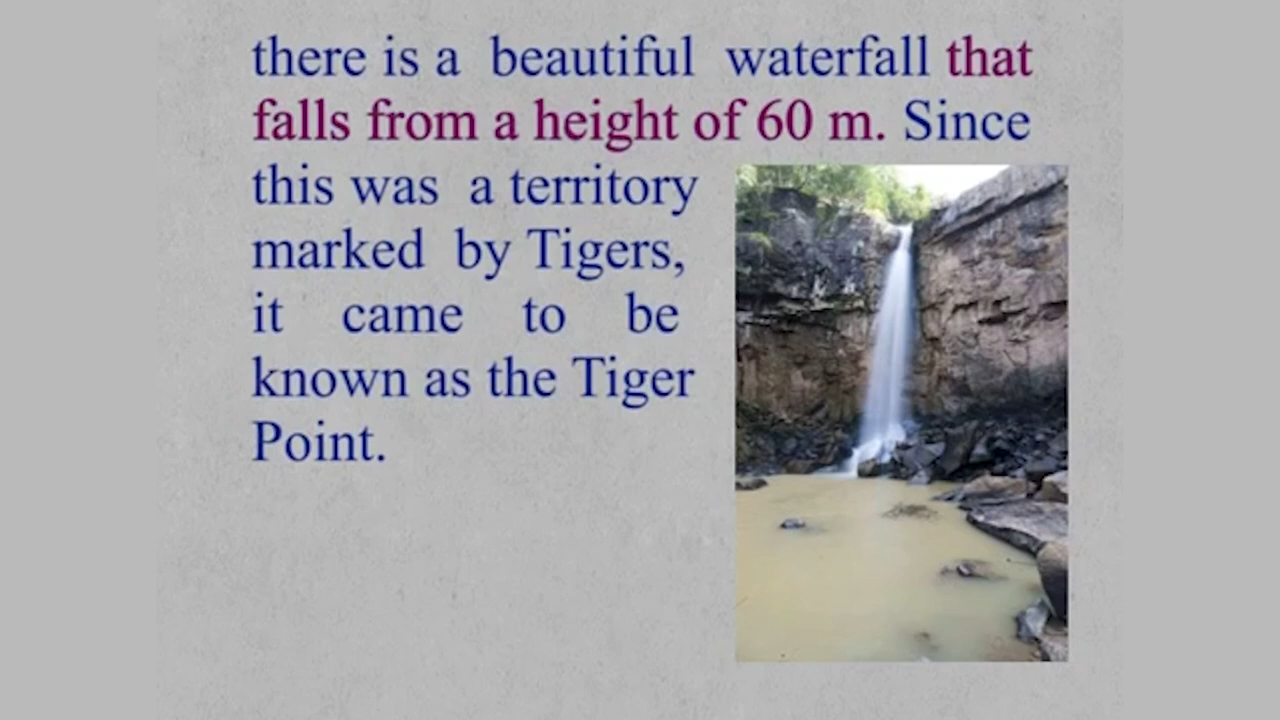 there is a beautiful waterfall that
falls from a height of 60 m. Since
this was a territory
marked by Tigers,
it came to be
known as the Tiger
Point.